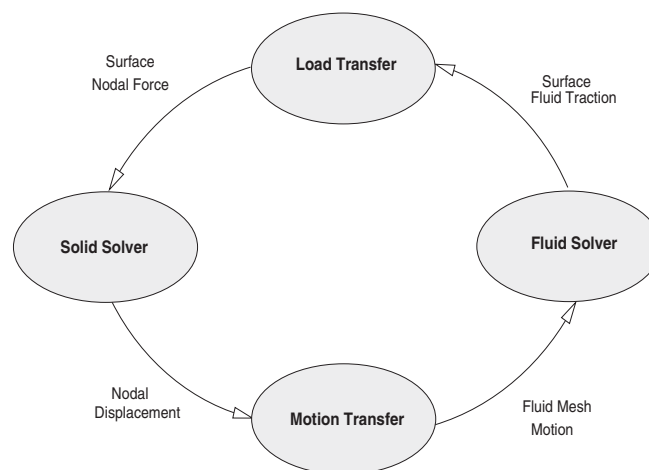 Surface
Nodal Force
Load Transfer
Surface
Fluid Traction
Solid Solver
Fluid Solver
Nodal
Displacement
Motion Transfer
Fluid Mesh
Motion